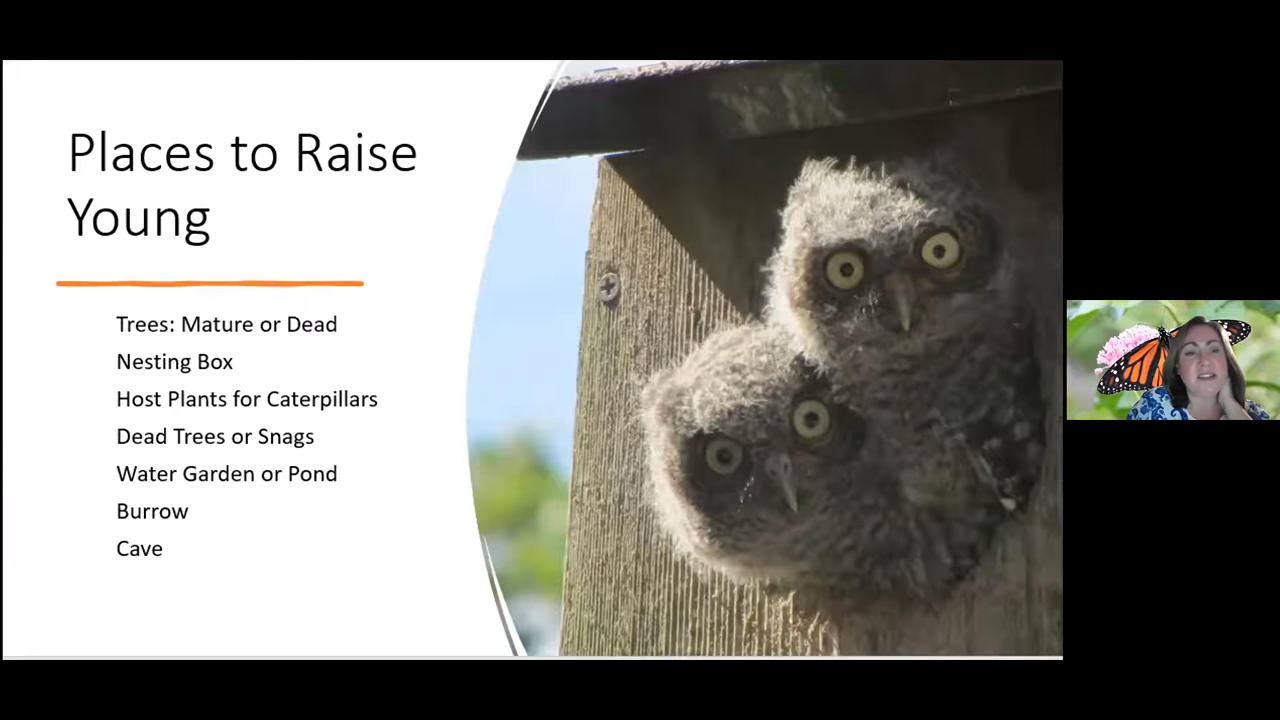 Places to Raise
Young
Trees: Mature or Dead
Nesting Box
Host Plants for Caterpillars
Dead Trees or Snags
Water Garden or Pond
Burrow
Cave